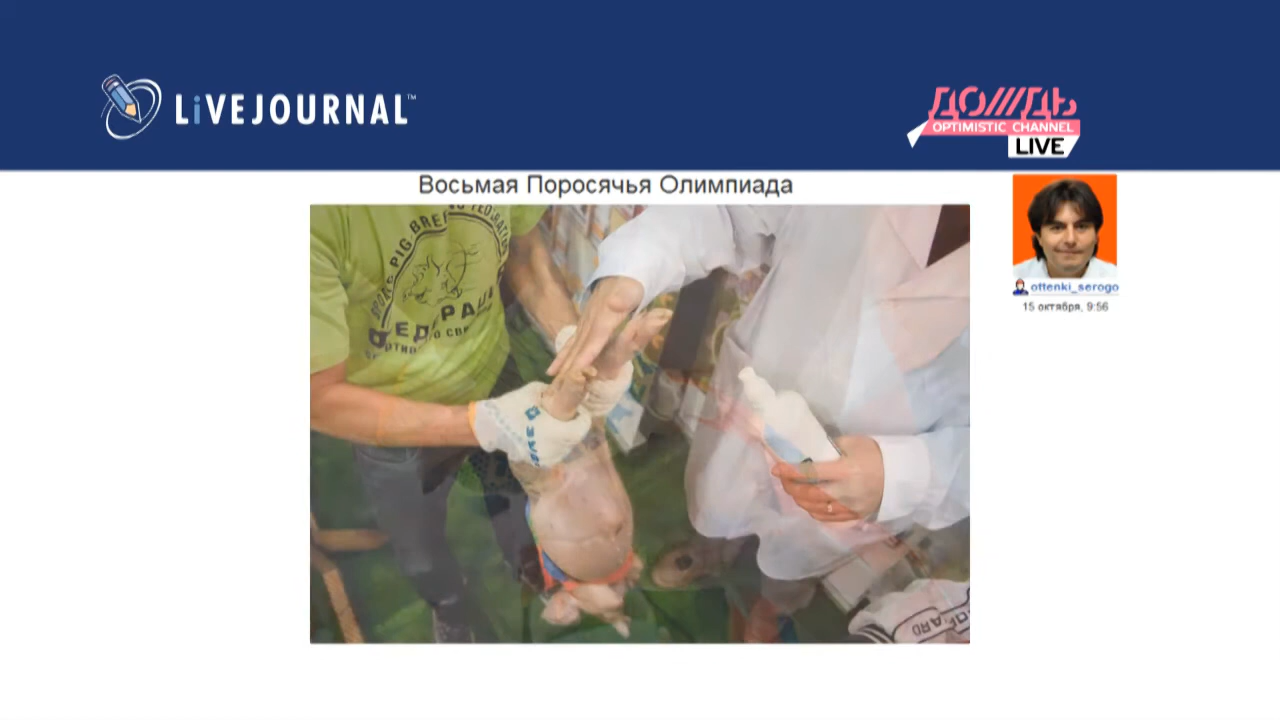 LiVEJOURNAL™
ДОЖДЬ
OPTIMISTIC CHANNEL
LIVE
Восьмая Поросячья Олимпиада
ottenki_serogo
15 октября, 9:56
PIG BREE